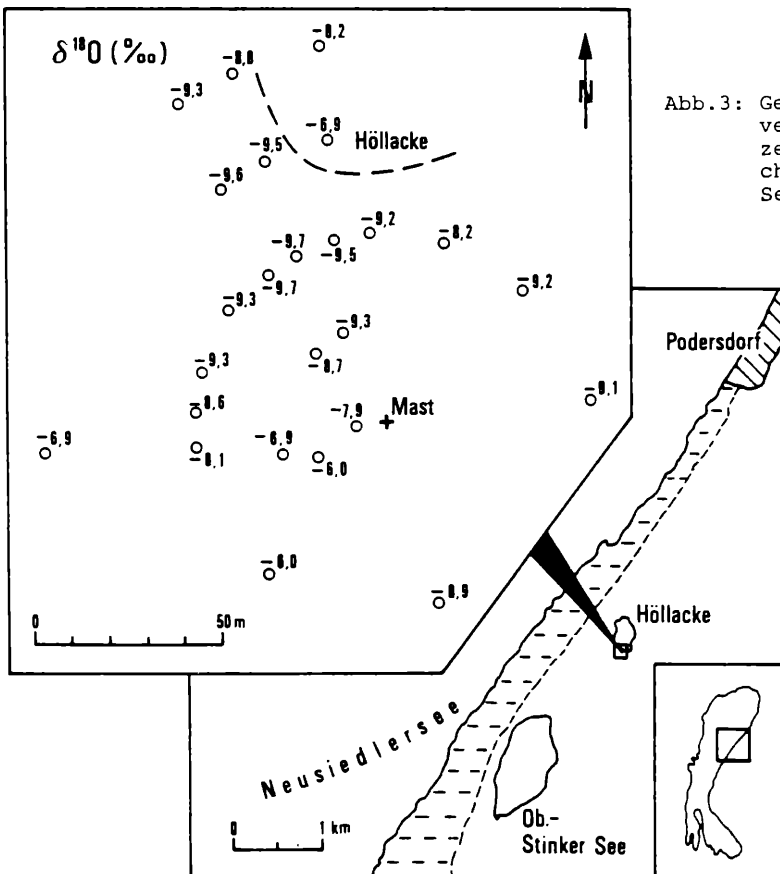 δ¹⁸O (‰)
-8,2
-8,8
-9,3
N
-6,9
Höllacke
-9,5
-9,6
-9,2
-9,7
-9,5
-8,2
-9,7
-9,2
-9,3
-9,3
-8,7
-9,3
-8,6
-7,9
Mast
-8,1
-6,9
-8,1
-6,9
-6,0
-8,0
-8,9
0 50 m
Abb.3: Ge
ve
ze
ch
Se
Podersdorf
Höllacke
Neusiedlersee
Ob.-
Stinker See
0 1 km